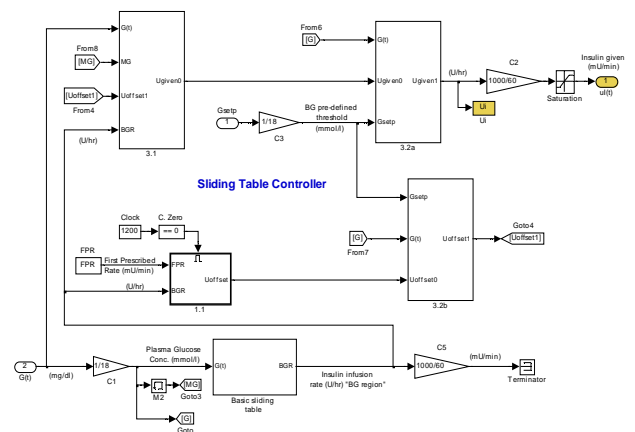 From6
G(t)
From8
[MG]
MG
[G]
G(t)
Ugiven0
Ugiven0
Ugiven1
(U/hr)
C2
1000/60
Saturation
Insulin given
(mU/min)
1
uI(t)
[Uoffset1]
From4
Uoffset1
Gsetp
1
1/18
C3
BG pre-defined
threshold
(mmol/l)
Gsetp
Ui
Ui
BGR
(U/hr)
3.1
3.2a
Sliding Table Controller
Gsetp
Clock
1200
C. Zero
== 0
[G]
From7
G(t)
Uoffset1
Goto4
[Uoffset1]
FPR
FPR
First Prescribed
Rate (mU/min)
FPR
Uoffset
Uoffset0
(U/hr)
BGR
1.1
3.2b
2
G(t)
(mg/dl)
1/18
C1
Plasma Glucose
Conc. (mmol/l)
G(t)
BGR
Basic sliding
table
Insulin infusion
rate (U/hr) "BG region"
C5
1000/60
(mU/min)
Terminator
M2
[MG]
Goto3
[G]
Goto